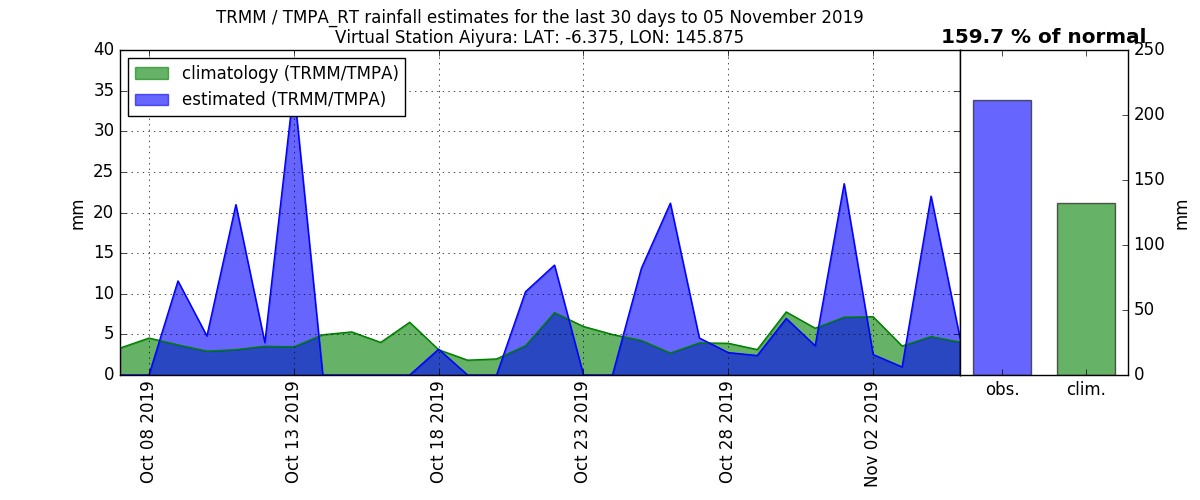 TRMM / TMPA_RT rainfall estimates for the last 30 days to 05 November 2019
Virtual Station Aiyura: LAT: -6.375, LON: 145.875
159.7 % of normal
climatology (TRMM/TMPA)
estimated (TRMM/TMPA)
40
35
30
25
20
15
10
5
0
mm
Oct 08 2019
Oct 13 2019
Oct 18 2019
Oct 23 2019
Oct 28 2019
Nov 02 2019
obs.
clim.
250
200
150
100
50
0
mm